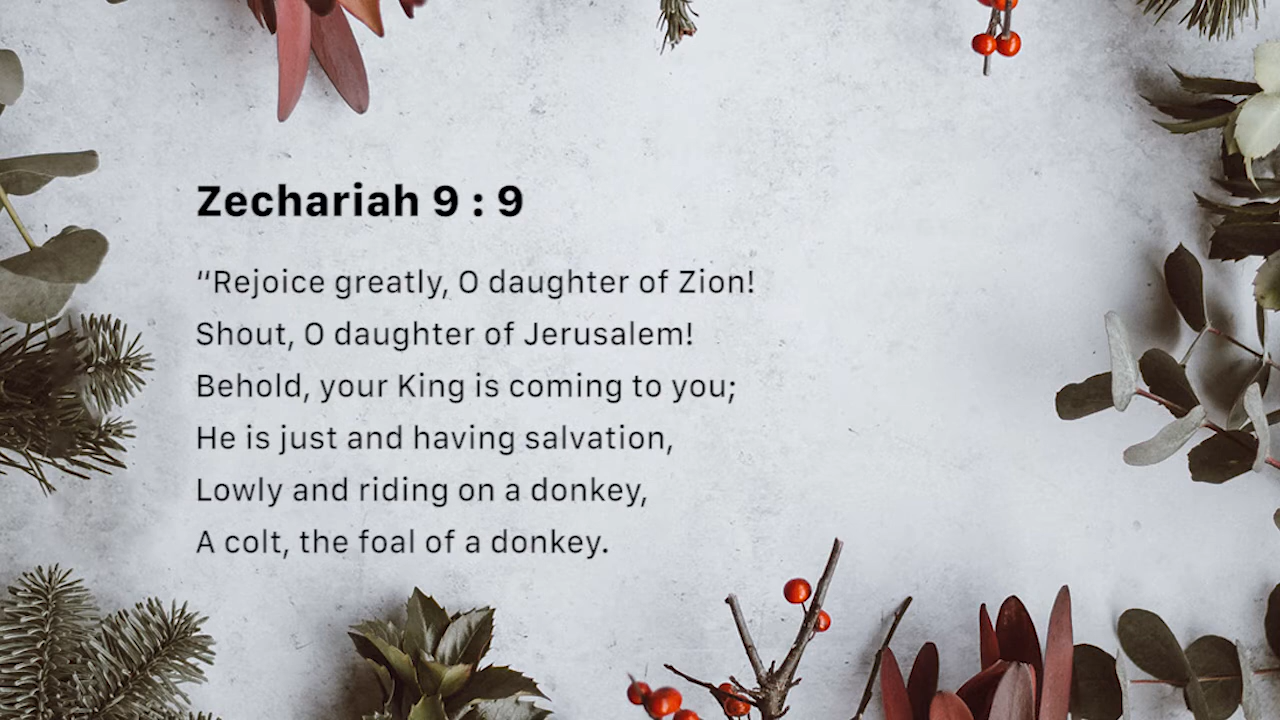 Zechariah 9 : 9
“Rejoice greatly, O daughter of Zion!
Shout, O daughter of Jerusalem!
Behold, your King is coming to you;
He is just and having salvation,
Lowly and riding on a donkey,
A colt, the foal of a donkey.